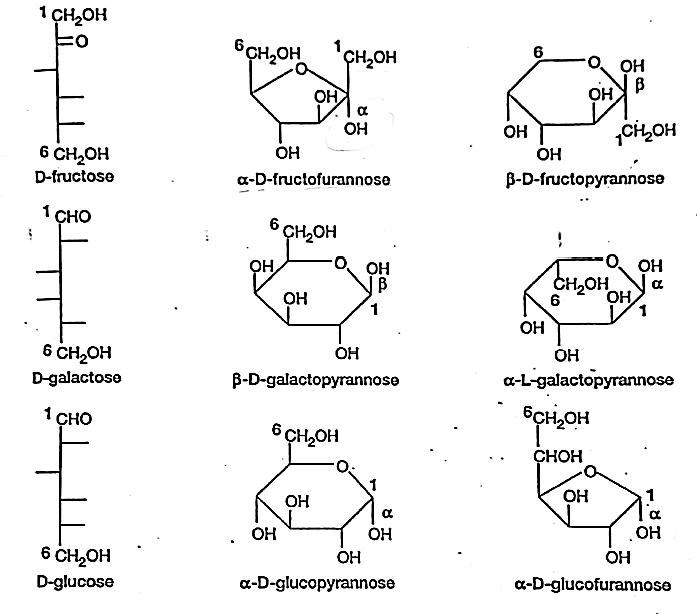 1 CH2OH
O
6 CH2OH
D-fructose
6 CH2OH 1 CH2OH
O
OH α
OH
OH
α-D-fructofurannose
6 O OH
β
OH
OH 1 CH2OH
OH
β-D-fructopyrannose
1 CHO
6 CH2OH
D-galactose
6 CH2OH
OH O OH
β
OH 1
OH
β-D-galactopyrannose
O OH
CH2OH α
6 OH 1
OH
OH
α-L-galactopyrannose
1 CHO
6 CH2OH
D-glucose
6 CH2OH
O 1
OH α
OH OH
OH
α-D-glucopyrannose
6 CH2OH
CHOH
O
OH 1
α
OH
OH
α-D-glucofurannose